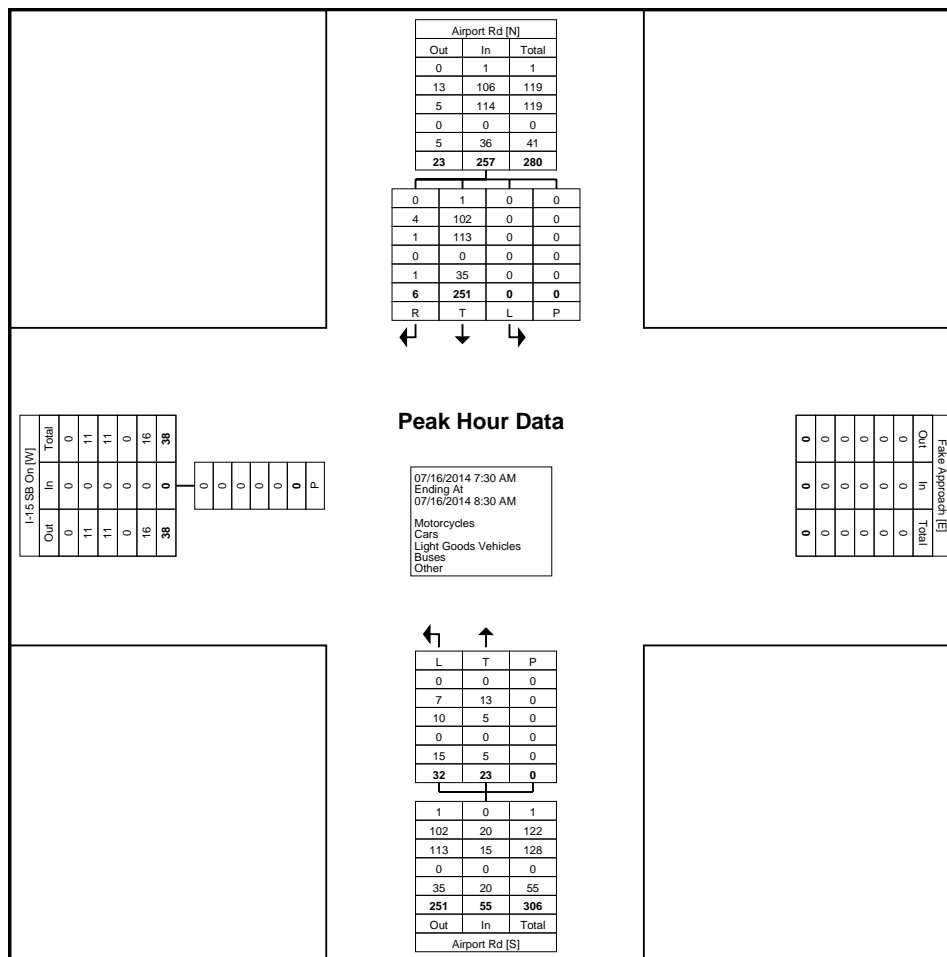 Airport Rd [N]
Out In Total
0 1 1
13 106 119
5 114 119
0 0 0
5 36 41
23 257 280
0 1 0 0
4 102 0 0
1 113 0 0
0 0 0 0
1 35 0 0
6 251 0 0
R T L P
I-15 SB On [W]
Total 0 11 11 0 16 38
In 0 0 0 0 0 0
Out 0 11 11 0 16 38
0 0 0 0 0 0 P
Peak Hour Data
07/16/2014 7:30 AM
Ending At
07/16/2014 8:30 AM
Motorcycles
Cars
Light Goods Vehicles
Buses
Other
Fake Approach [E]
Out 0 0 0 0 0 0
In 0 0 0 0 0 0
Total 0 0 0 0 0 0
L T P
0 0 0
7 13 0
10 5 0
0 0 0
15 5 0
32 23 0
1 0 1
102 20 122
113 15 128
0 0 0
35 20 55
251 55 306
Out In Total
Airport Rd [S]